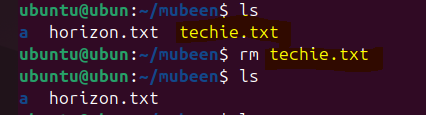 ubuntu@ubun:~/mubeen$ ls
a  horizon.txt  techie.txt
ubuntu@ubun:~/mubeen$ rm techie.txt
ubuntu@ubun:~/mubeen$ ls
a  horizon.txt